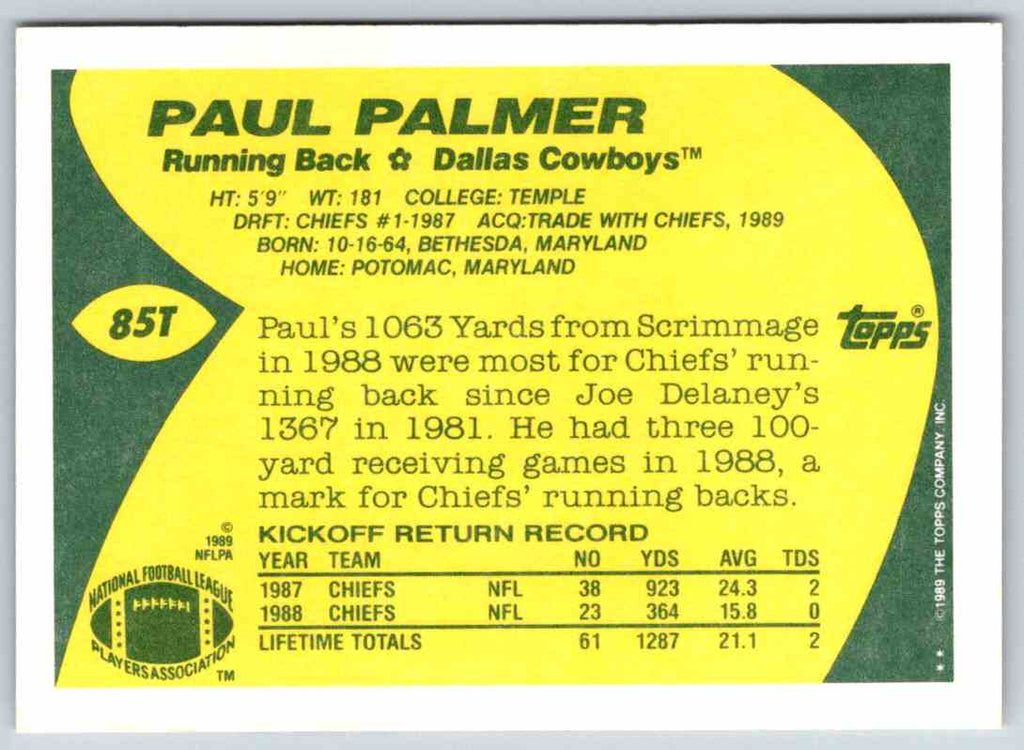 PAUL PALMER
Running Back ✿ Dallas Cowboys™
HT: 5'9" WT: 181 COLLEGE: TEMPLE
DRFT: CHIEFS #1-1987 ACQ:TRADE WITH CHIEFS, 1989
BORN: 10-16-64, BETHESDA, MARYLAND
HOME: POTOMAC, MARYLAND
85T
topps®
Paul's 1063 Yards from Scrimmage
in 1988 were most for Chiefs' run-
ning back since Joe Delaney's
1367 in 1981. He had three 100-
yard receiving games in 1988, a
mark for Chiefs' running backs.
KICKOFF RETURN RECORD
YEAR TEAM NO YDS AVG TDS
1987 CHIEFS NFL 38 923 24.3 2
1988 CHIEFS NFL 23 364 15.8 0
LIFETIME TOTALS 61 1287 21.1 2
©
1989
NFLPA
NATIONAL FOOTBALL LEAGUE
PLAYERS ASSOCIATION
TM
©1989 THE TOPPS COMPANY, INC.
**